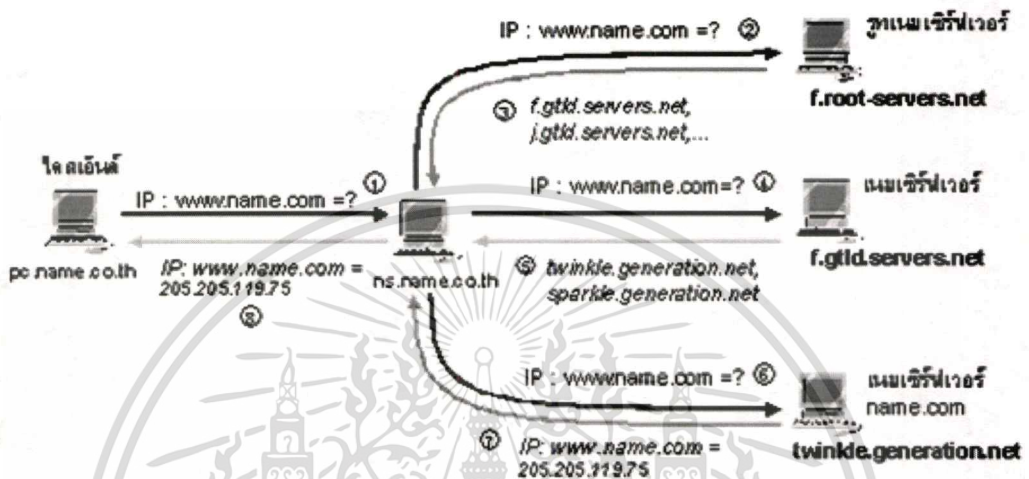 IP : www.name.com =? ②
รูทเนมเซิร์ฟเวอร์
f.root-servers.net
③ f.gtld.servers.net,
j.gtld.servers.net,...
ไคลเอ็นต์
IP : www.name.com =? ①
pc.name.co.th
IP: www.name.com =
205.205.119.75
⑧
ns.name.co.th
IP : www.name.com=? ④
เนมเซิร์ฟเวอร์
f.gtld.servers.net
⑤ twinkle.generation.net,
sparkle.generation.net
IP : www.name.com =? ⑥
เนมเซิร์ฟเวอร์
name.com
twinkle.generation.net
⑦ IP: www.name.com =
205.205.119.75